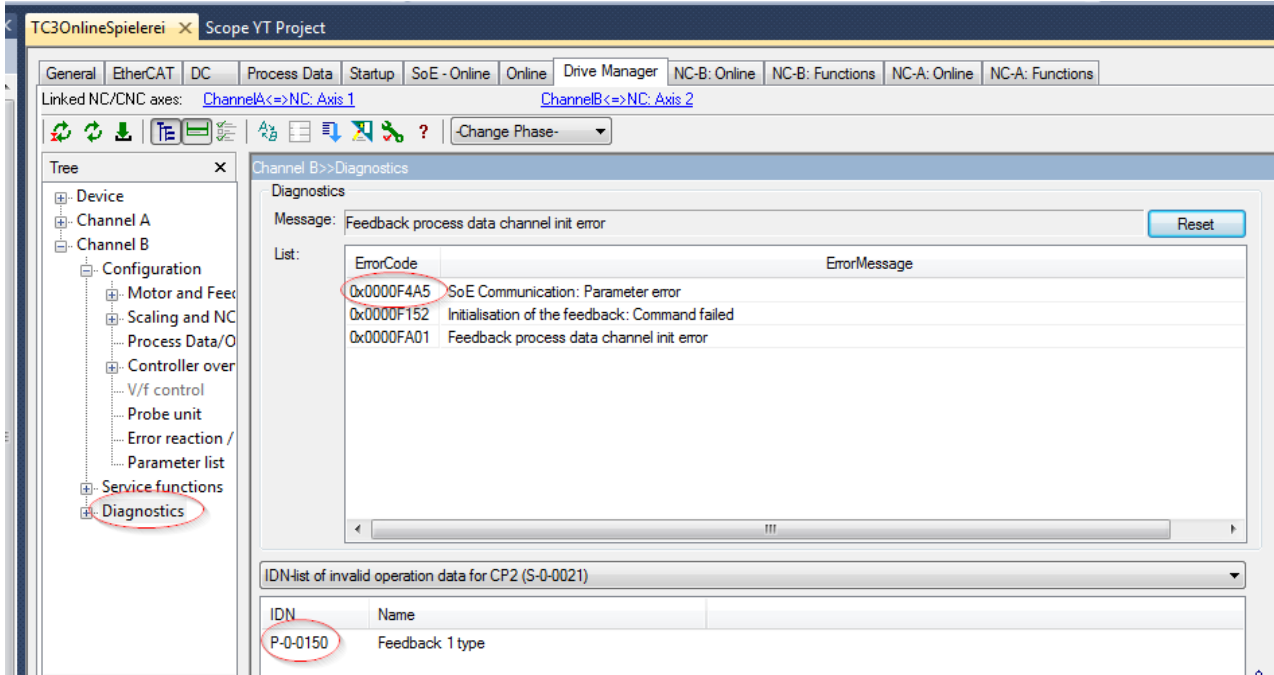 TC3OnlineSpielerei Scope YT Project
General EtherCAT DC Process Data Startup SoE - Online Online Drive Manager NC-B: Online NC-B: Functions NC-A: Online NC-A: Functions
Linked NC/CNC axes: ChannelA<=>NC: Axis 1 ChannelB<=>NC: Axis 2
-Change Phase-
Tree
Channel B>>Diagnostics
Device
Channel A
Channel B
Configuration
Motor and Feed
Scaling and NC
Process Data/O
Controller over
V/f control
Probe unit
Error reaction /
Parameter list
Service functions
Diagnostics
Diagnostics
Message: Feedback process data channel init error Reset
List:
ErrorCode ErrorMessage
0x0000F4A5 SoE Communication: Parameter error
0x0000F152 Initialisation of the feedback: Command failed
0x0000FA01 Feedback process data channel init error
IDN-list of invalid operation data for CP2 (S-0-0021)
IDN Name
P-0-0150 Feedback 1 type